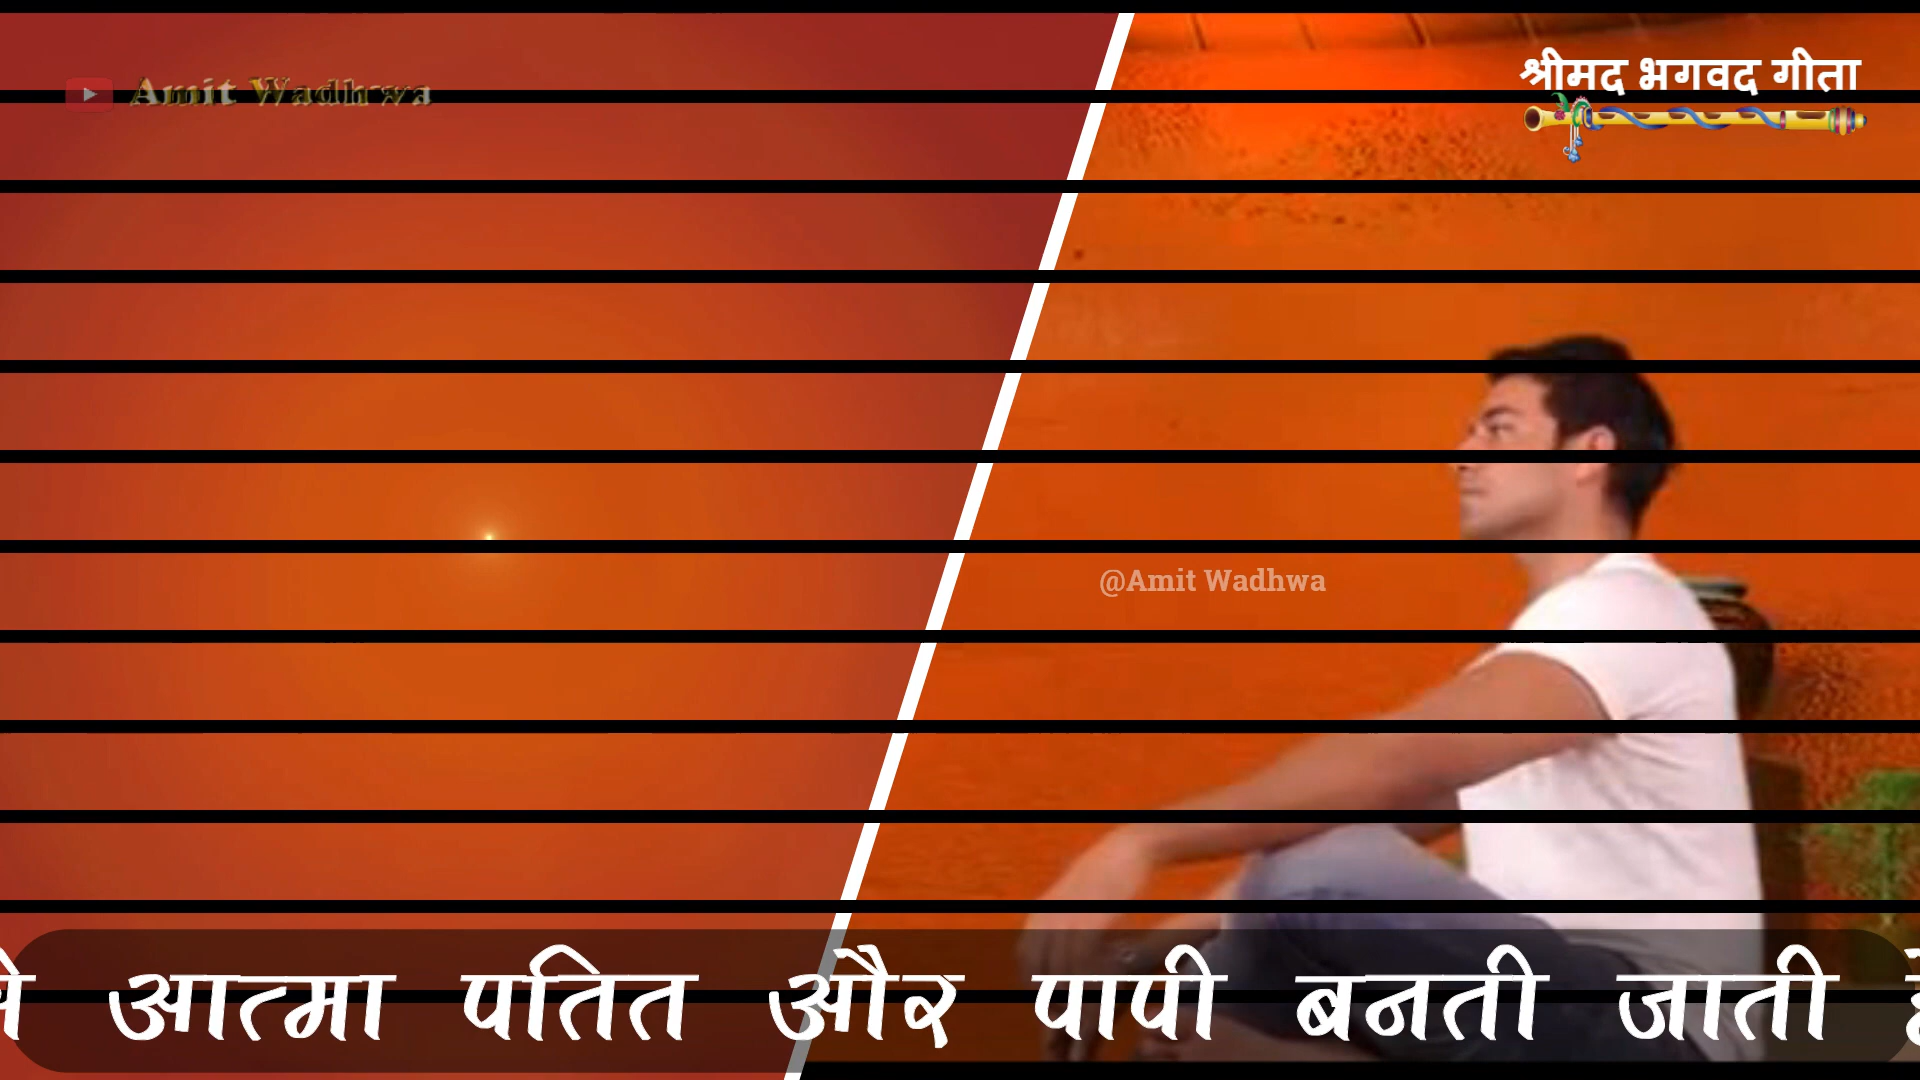 Amit Wadhwa
श्रीमद भगवद गीता
@Amit Wadhwa
आत्मा पतित और पापी बनती जाती